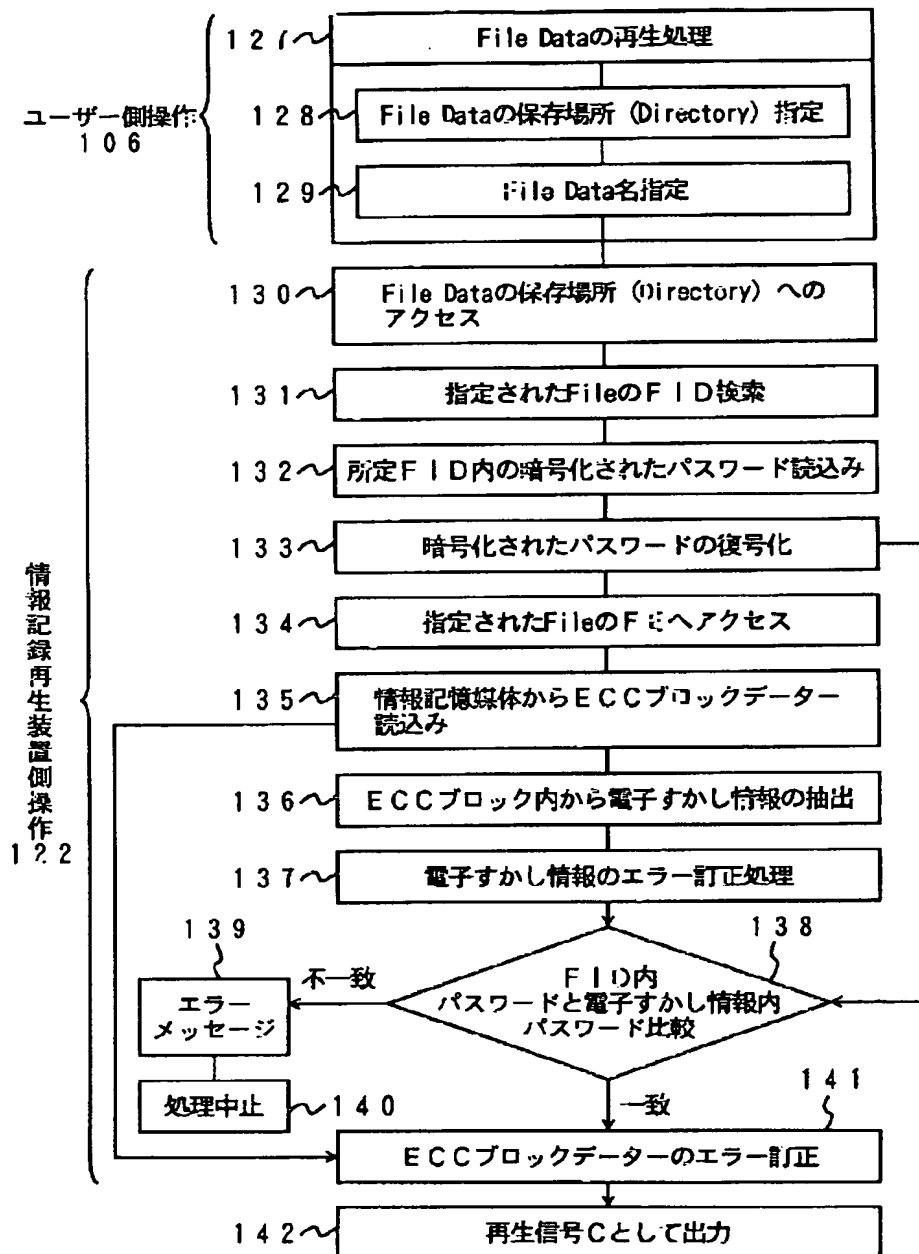 127
File Dataの再生処理
ユーザー側操作
106
128
File Dataの保存場所 (Directory) 指定
129
File Data名指定
130
File Dataの保存場所 (Directory) への
アクセス
131
指定されたFileのFID検索
132
所定FID内の暗号化されたパスワード読込み
133
暗号化されたパスワードの復号化
134
指定されたFileのFEへアクセス
情報記録再生装置側操作
122
135
情報記憶媒体からECCブロックデーター
読込み
136
ECCブロック内から電子すかし情報の抽出
137
電子すかし情報のエラー訂正処理
138
FID内
パスワードと電子すかし情報内
パスワード比較
不一致
139
エラー
メッセージ
処理中止
140
一致
141
ECCブロックデーターのエラー訂正
142
再生信号Cとして出力